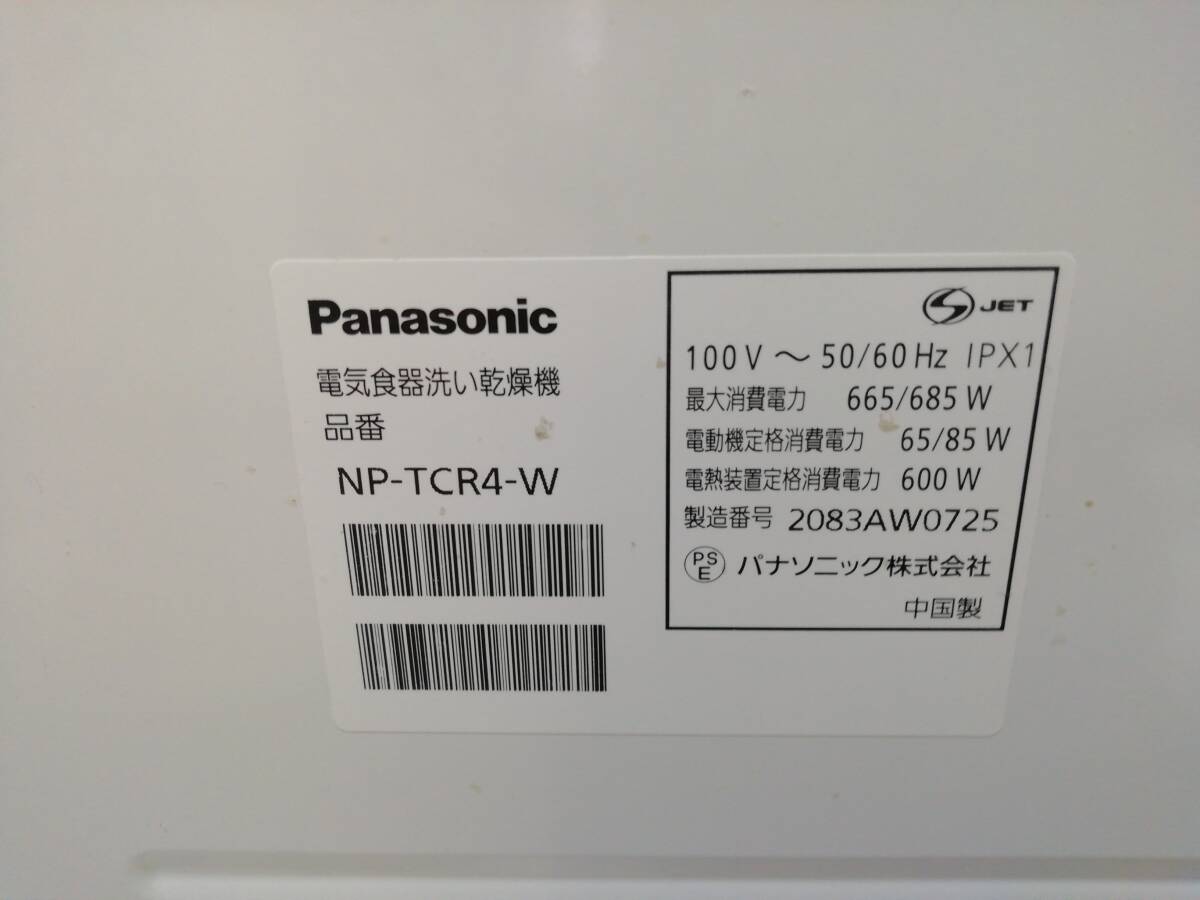 Panasonic
電気食器洗い乾燥機
品番
NP-TCR4-W
S JET
100V～50/60Hz IPX1
最大消費電力 665/685W
電動機定格消費電力 65/85W
電熱装置定格消費電力 600W
製造番号 2083AW0725
PSE パナソニック株式会社
中国製